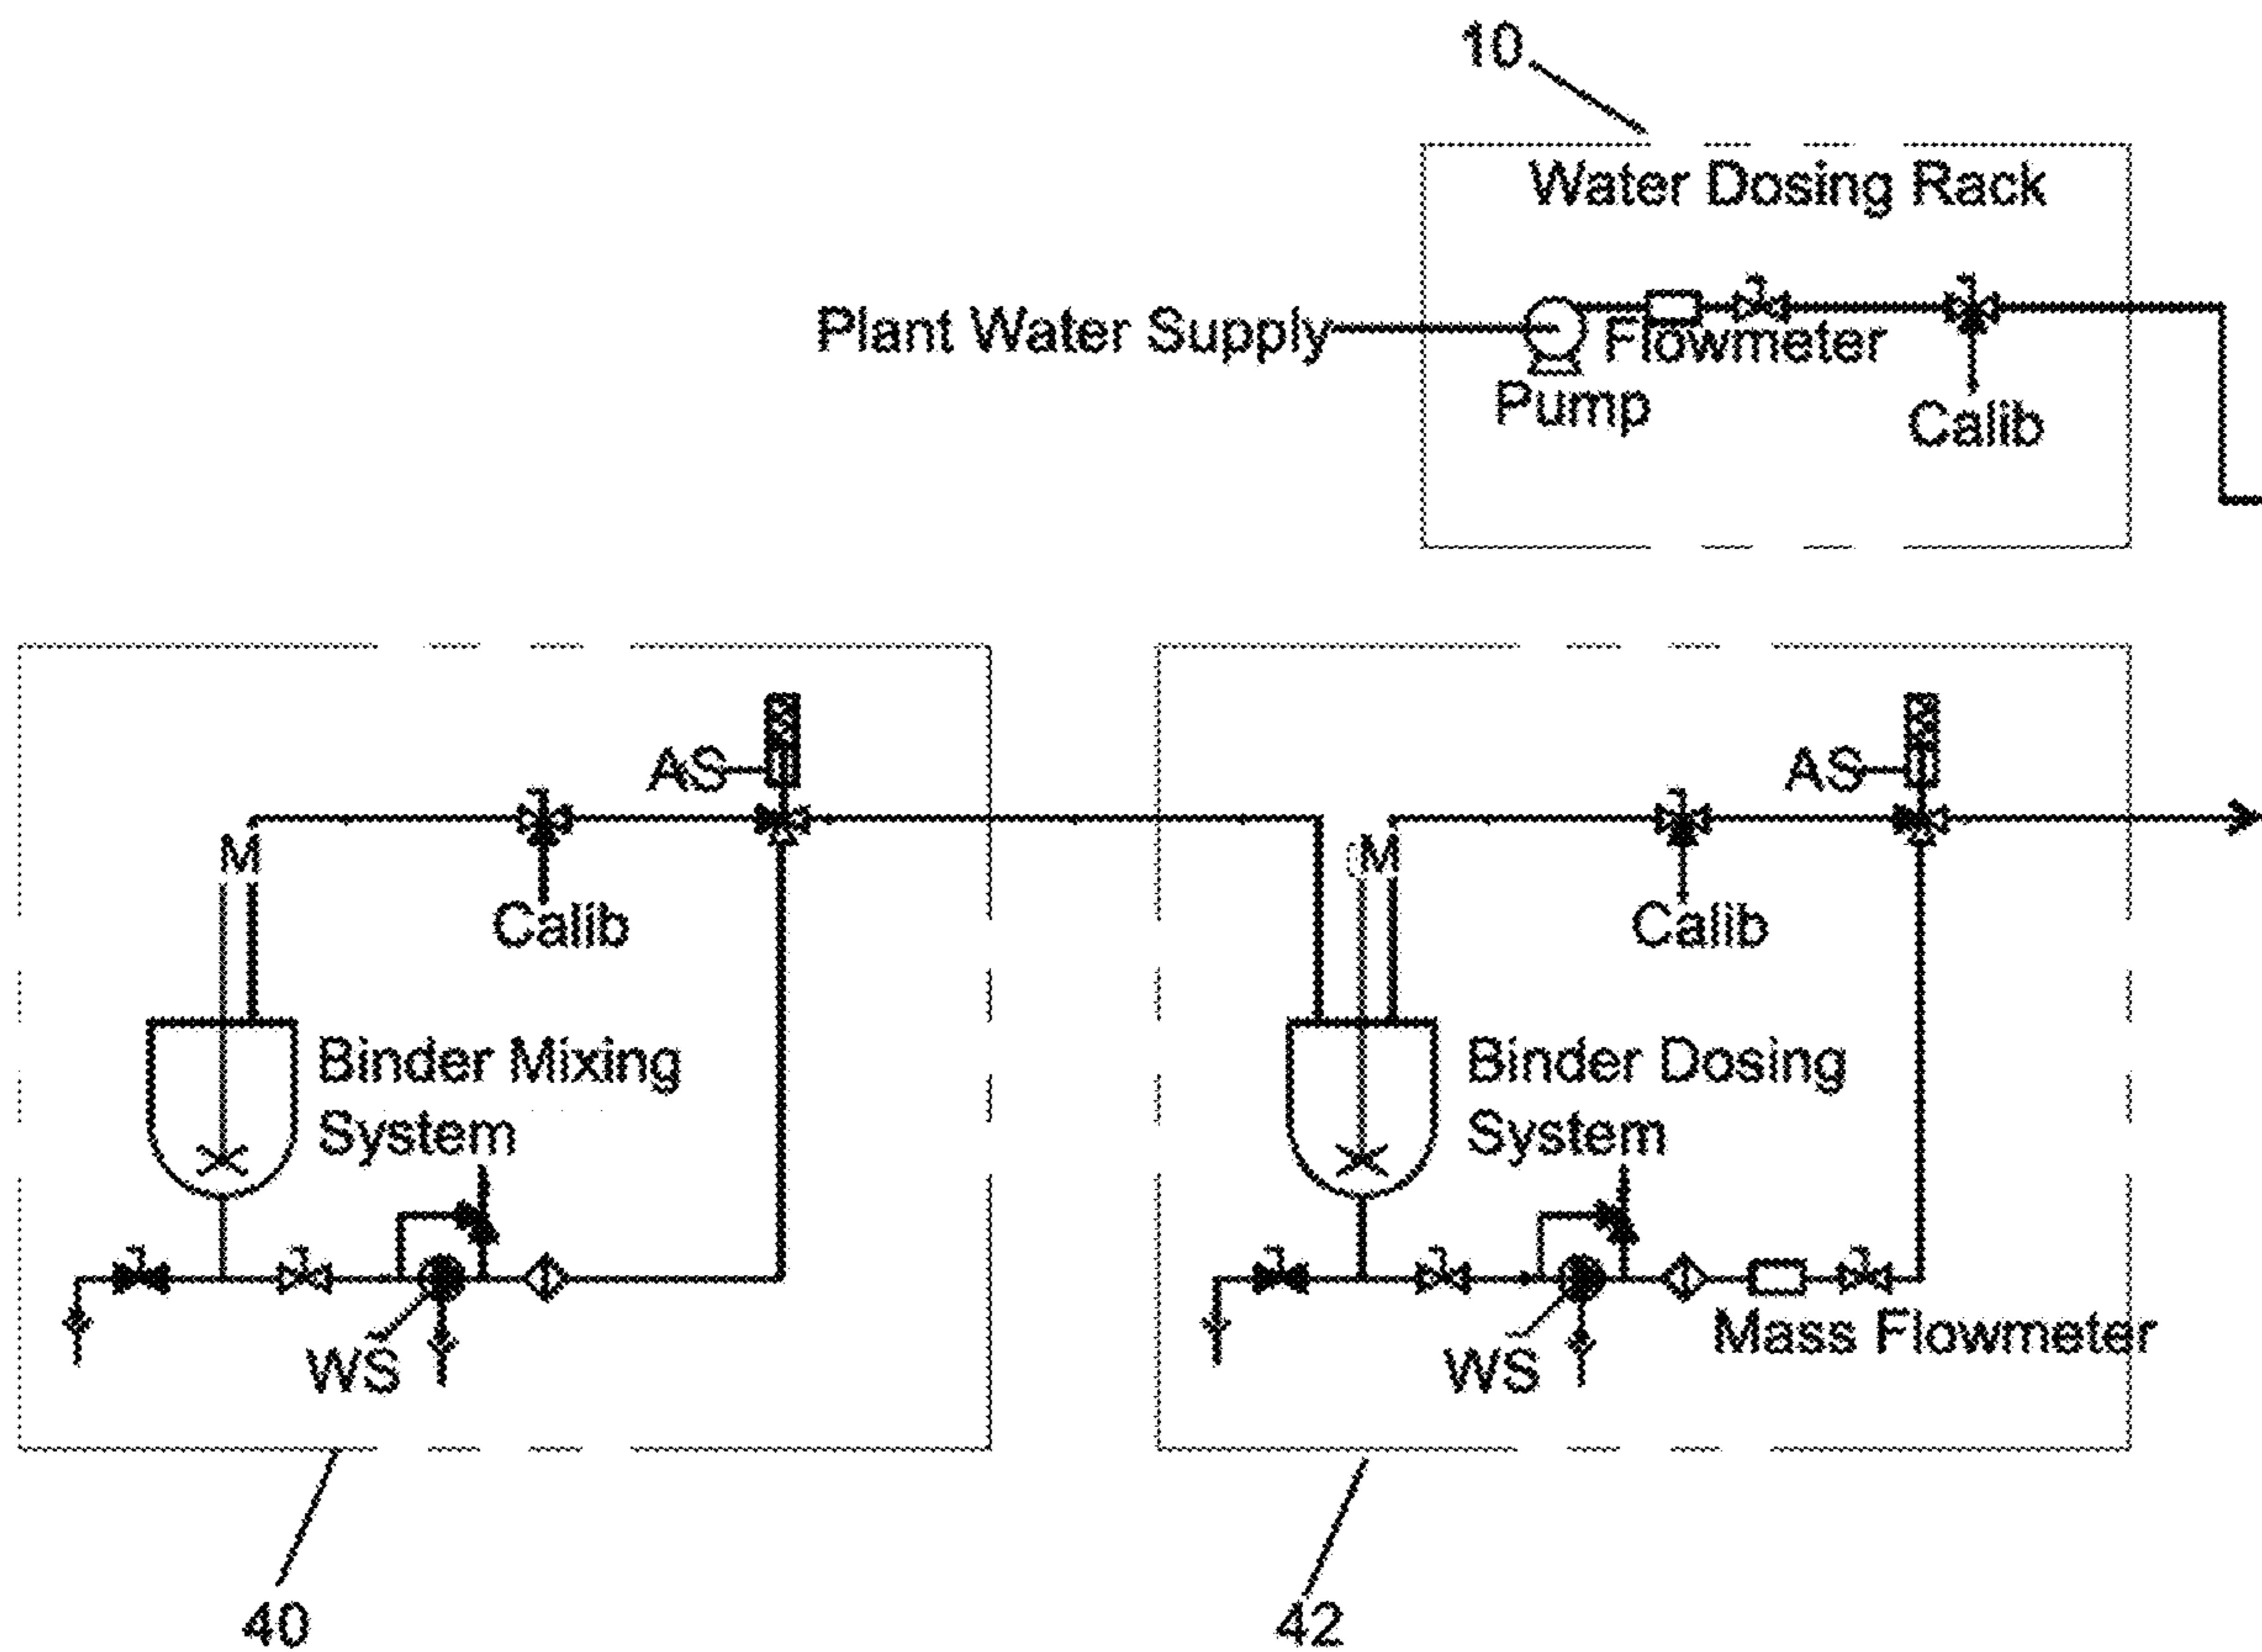 10
Water Dosing Rack
Plant Water Supply
Flowmeter
Pump
Calib
AS
AS
M
M
Calib
Calib
Binder Mixing
System
Binder Dosing
System
WS
Mass Flowmeter
WS
40
42